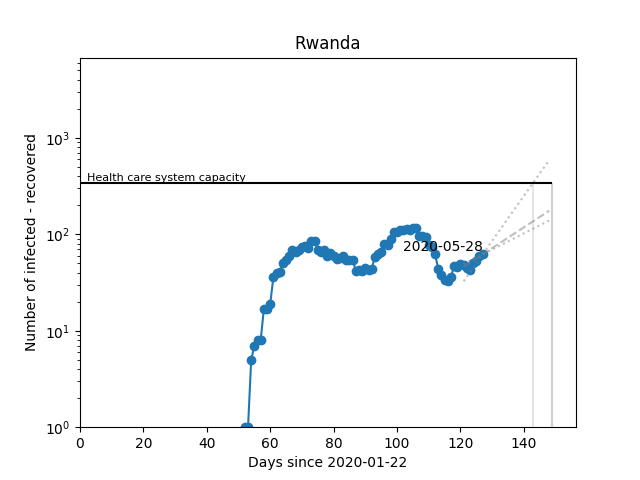 Rwanda
Number of infected - recovered
10³
10²
10¹
10⁰
Health care system capacity
2020-05-28
0 20 40 60 80 100 120 140
Days since 2020-01-22